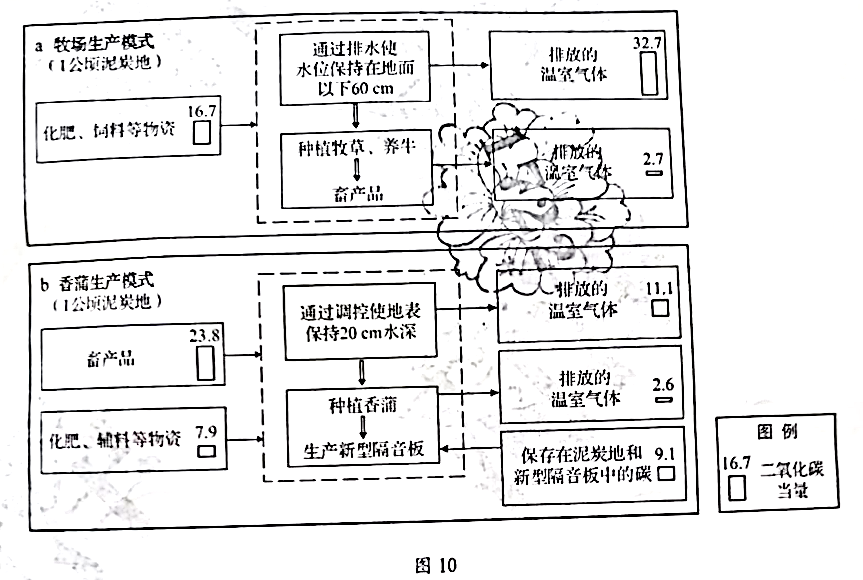 a 牧场生产模式
(1公顷泥炭地)
化肥、饲料等物资
16.7
通过排水使
水位保持在地面
以下60 cm
种植牧草、养牛
畜产品
排放的
温室气体
32.7
排放的
温室气体
2.7
b 香蒲生产模式
(1公顷泥炭地)
畜产品
23.8
化肥、辅料等物资
7.9
通过调控使地表
保持20 cm水深
种植香蒲
生产新型隔音板
排放的
温室气体
11.1
排放的
温室气体
2.6
保存在泥炭地和
新型隔音板中的碳
9.1
图例
16.7
二氧化碳
当量
图 10